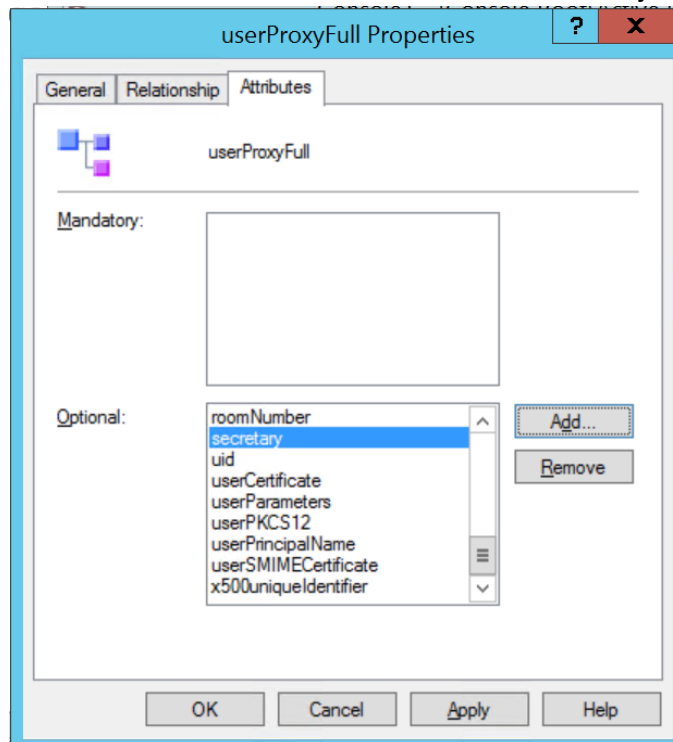 userProxyFull Properties
?
X
General
Relationship
Attributes
userProxyFull
Mandatory:
Optional:
roomNumber
secretary
uid
userCertificate
userParameters
userPKCS12
userPrincipalName
userSMIMECertificate
x500uniqueIdentifier
Add...
Remove
OK
Cancel
Apply
Help